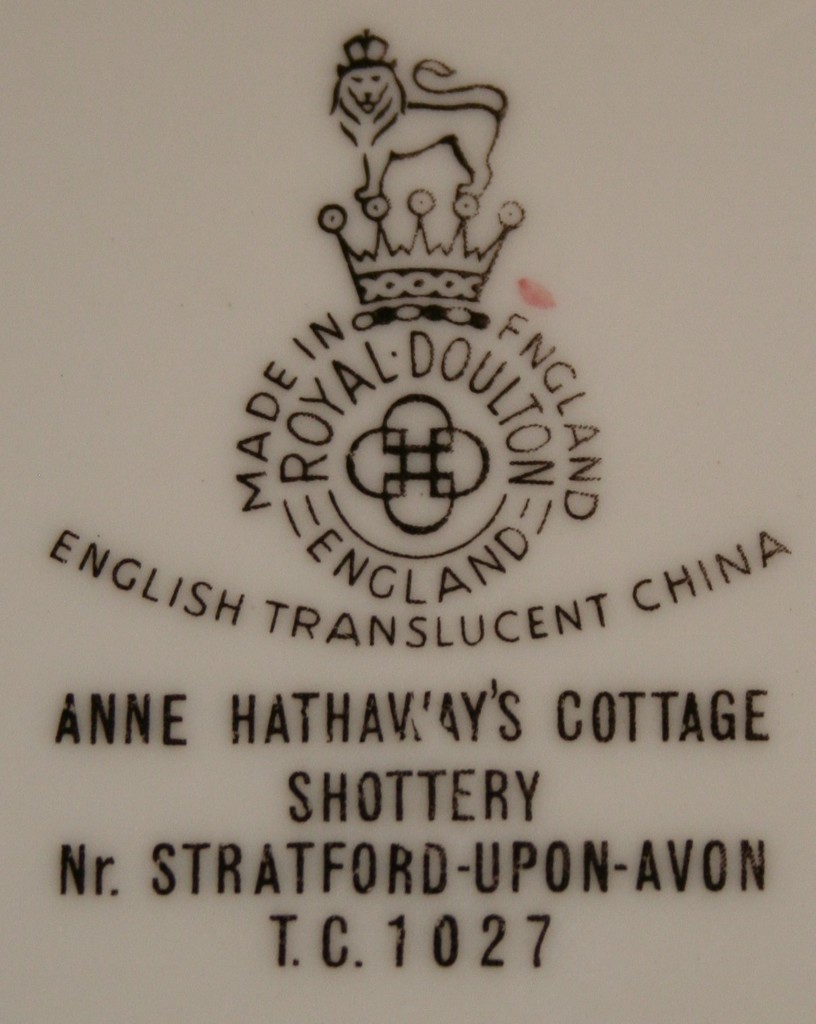 MADE IN ENGLAND
ROYAL·DOULTON
ENGLAND
ENGLISH TRANSLUCENT CHINA
ANNE HATHAWAY'S COTTAGE
SHOTTERY
Nr. STRATFORD-UPON-AVON
T.C. 1027